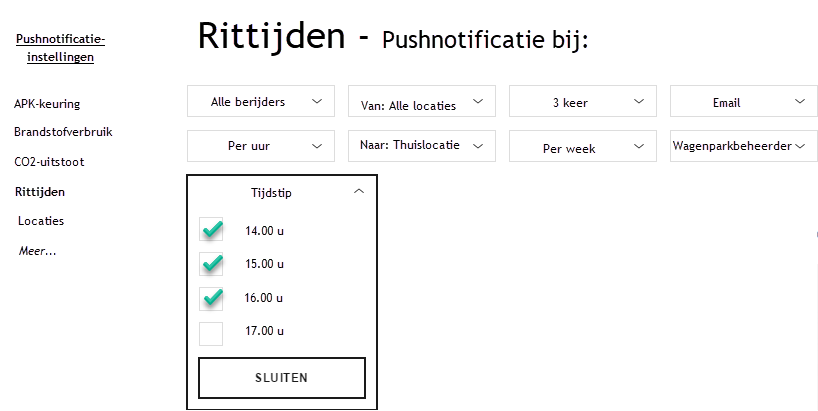 Pushnotificatie-
instellingen
APK-keuring
Brandstofverbruik
CO2-uitstoot
Rittijden
Locaties
Meer...
Rittijden - Pushnotificatie bij:
Alle berijders
Van: Alle locaties
3 keer
Email
Per uur
Naar: Thuislocatie
Per week
Wagenparkbeheerder
Tijdstip
14.00 u
15.00 u
16.00 u
17.00 u
SLUITEN